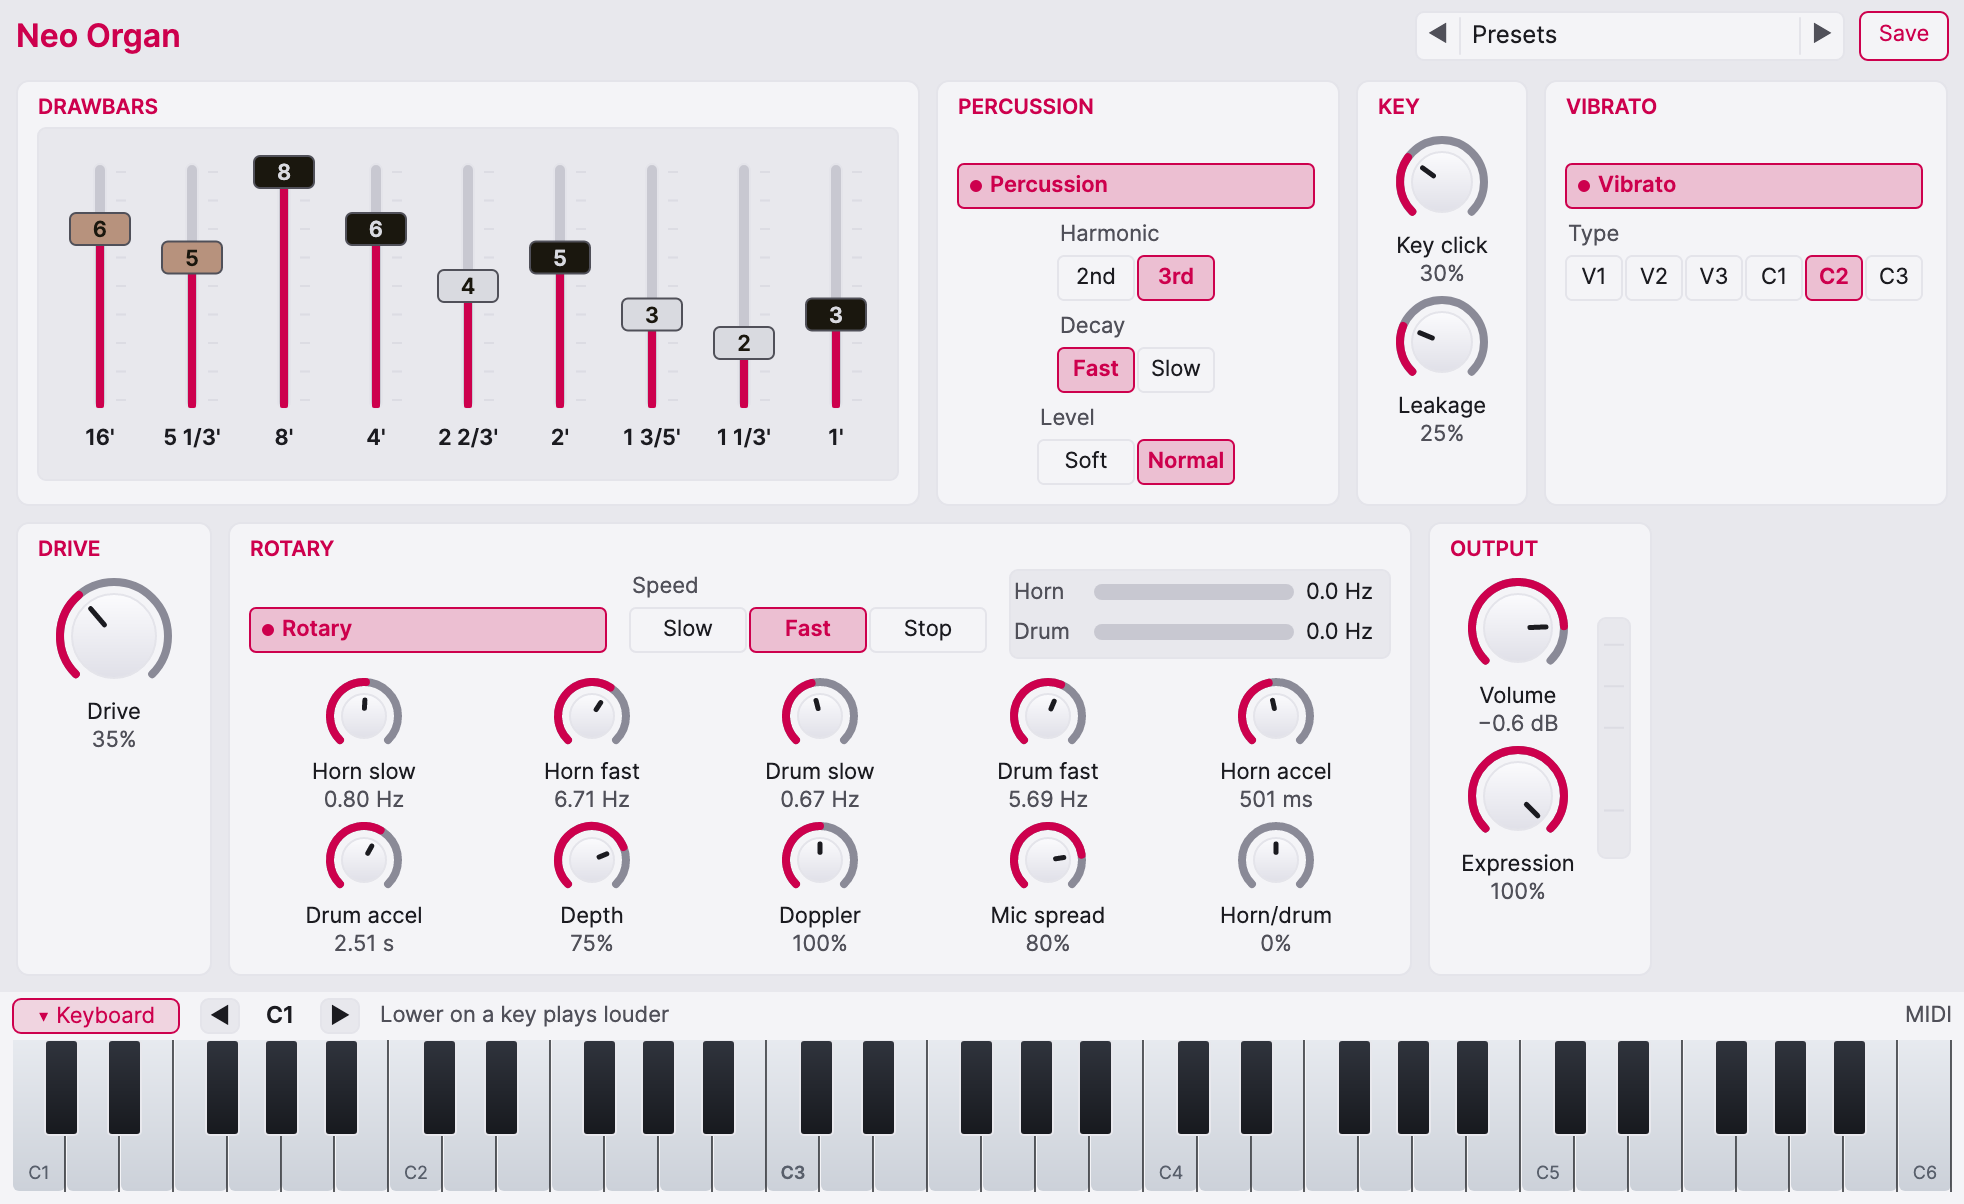 Neo Organ
◀ Presets ▶ Save
DRAWBARS
6 5 8 6 4 5 3 2 3
16' 5 1/3' 8' 4' 2 2/3' 2' 1 3/5' 1 1/3' 1'
PERCUSSION
Percussion
Harmonic
2nd 3rd
Decay
Fast Slow
Level
Soft Normal
KEY
Key click
30%
Leakage
25%
VIBRATO
Vibrato
Type
V1 V2 V3 C1 C2 C3
DRIVE
Drive
35%
ROTARY
Rotary
Speed
Slow Fast Stop
Horn 0.0 Hz
Drum 0.0 Hz
Horn slow Horn fast Drum slow Drum fast Horn accel
0.80 Hz 6.71 Hz 0.67 Hz 5.69 Hz 501 ms
Drum accel Depth Doppler Mic spread Horn/drum
2.51 s 75% 100% 80% 0%
OUTPUT
Volume
−0.6 dB
Expression
100%
▾ Keyboard ◀ C1 ▶ Lower on a key plays louder MIDI
C1 C2 C3 C4 C5 C6